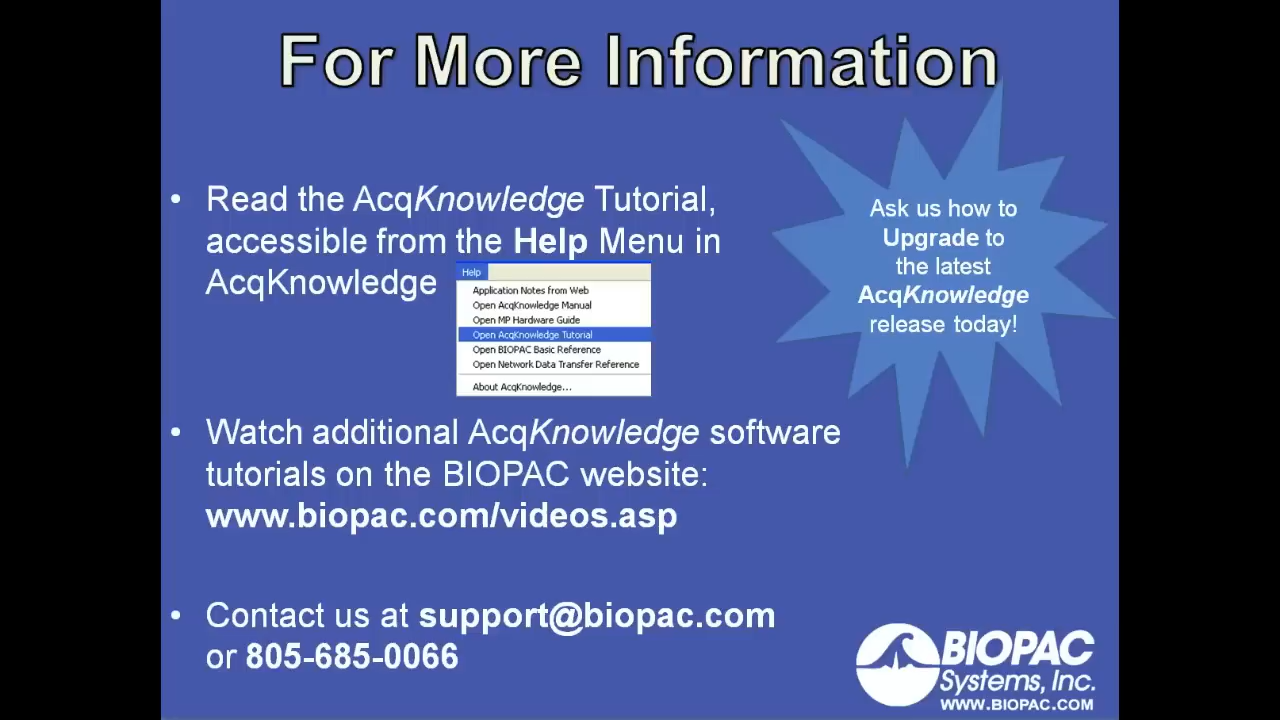 For More Information
• Read the AcqKnowledge Tutorial,
accessible from the Help Menu in
AcqKnowledge
Help
Application Notes from Web
Open AcqKnowledge Manual
Open MP Hardware Guide
Open AcqKnowledge Tutorial
Open BIOPAC Basic Reference
Open Network Data Transfer Reference
About AcqKnowledge...
Ask us how to
Upgrade to
the latest
AcqKnowledge
release today!
• Watch additional AcqKnowledge software
tutorials on the BIOPAC website:
www.biopac.com/videos.asp
• Contact us at support@biopac.com
or 805-685-0066
BIOPAC
Systems, Inc.
WWW.BIOPAC.COM